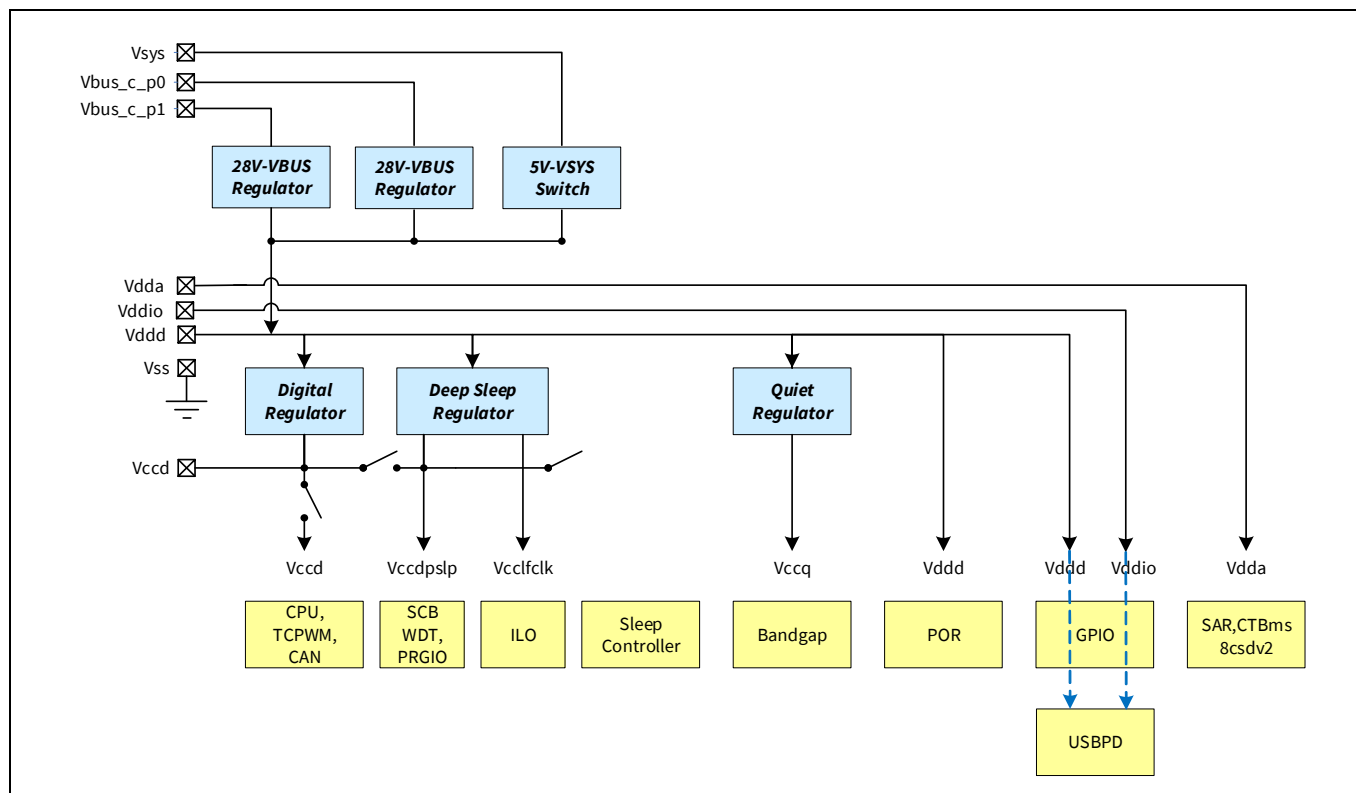 Vsys
Vbus_c_p0
Vbus_c_p1
28V-VBUS
Regulator
28V-VBUS
Regulator
5V-VSYS
Switch
Vdda
Vddio
Vddd
Vss
Digital
Regulator
Deep Sleep
Regulator
Quiet
Regulator
Vccd
Vccd
Vccdpslp
Vcclfclk
Vccq
Vddd
Vddd
Vddio
Vdda
CPU,
TCPWM,
CAN
SCB
WDT,
PRGIO
ILO
Sleep
Controller
Bandgap
POR
GPIO
SAR,CTBms
8csdv2
USBPD